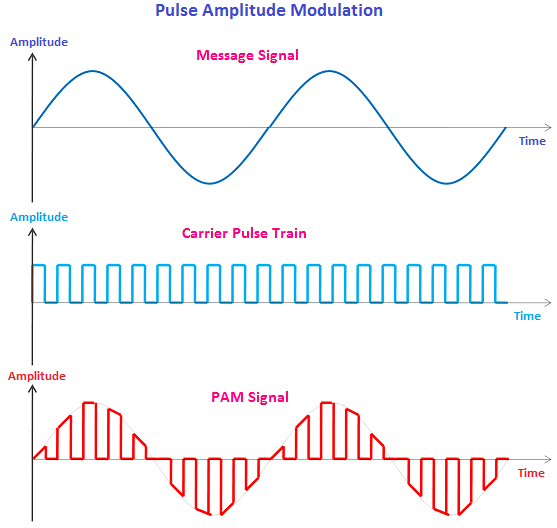 Pulse Amplitude Modulation
Amplitude
Message Signal
Time
Amplitude
Carrier Pulse Train
Time
Amplitude
PAM Signal
Time